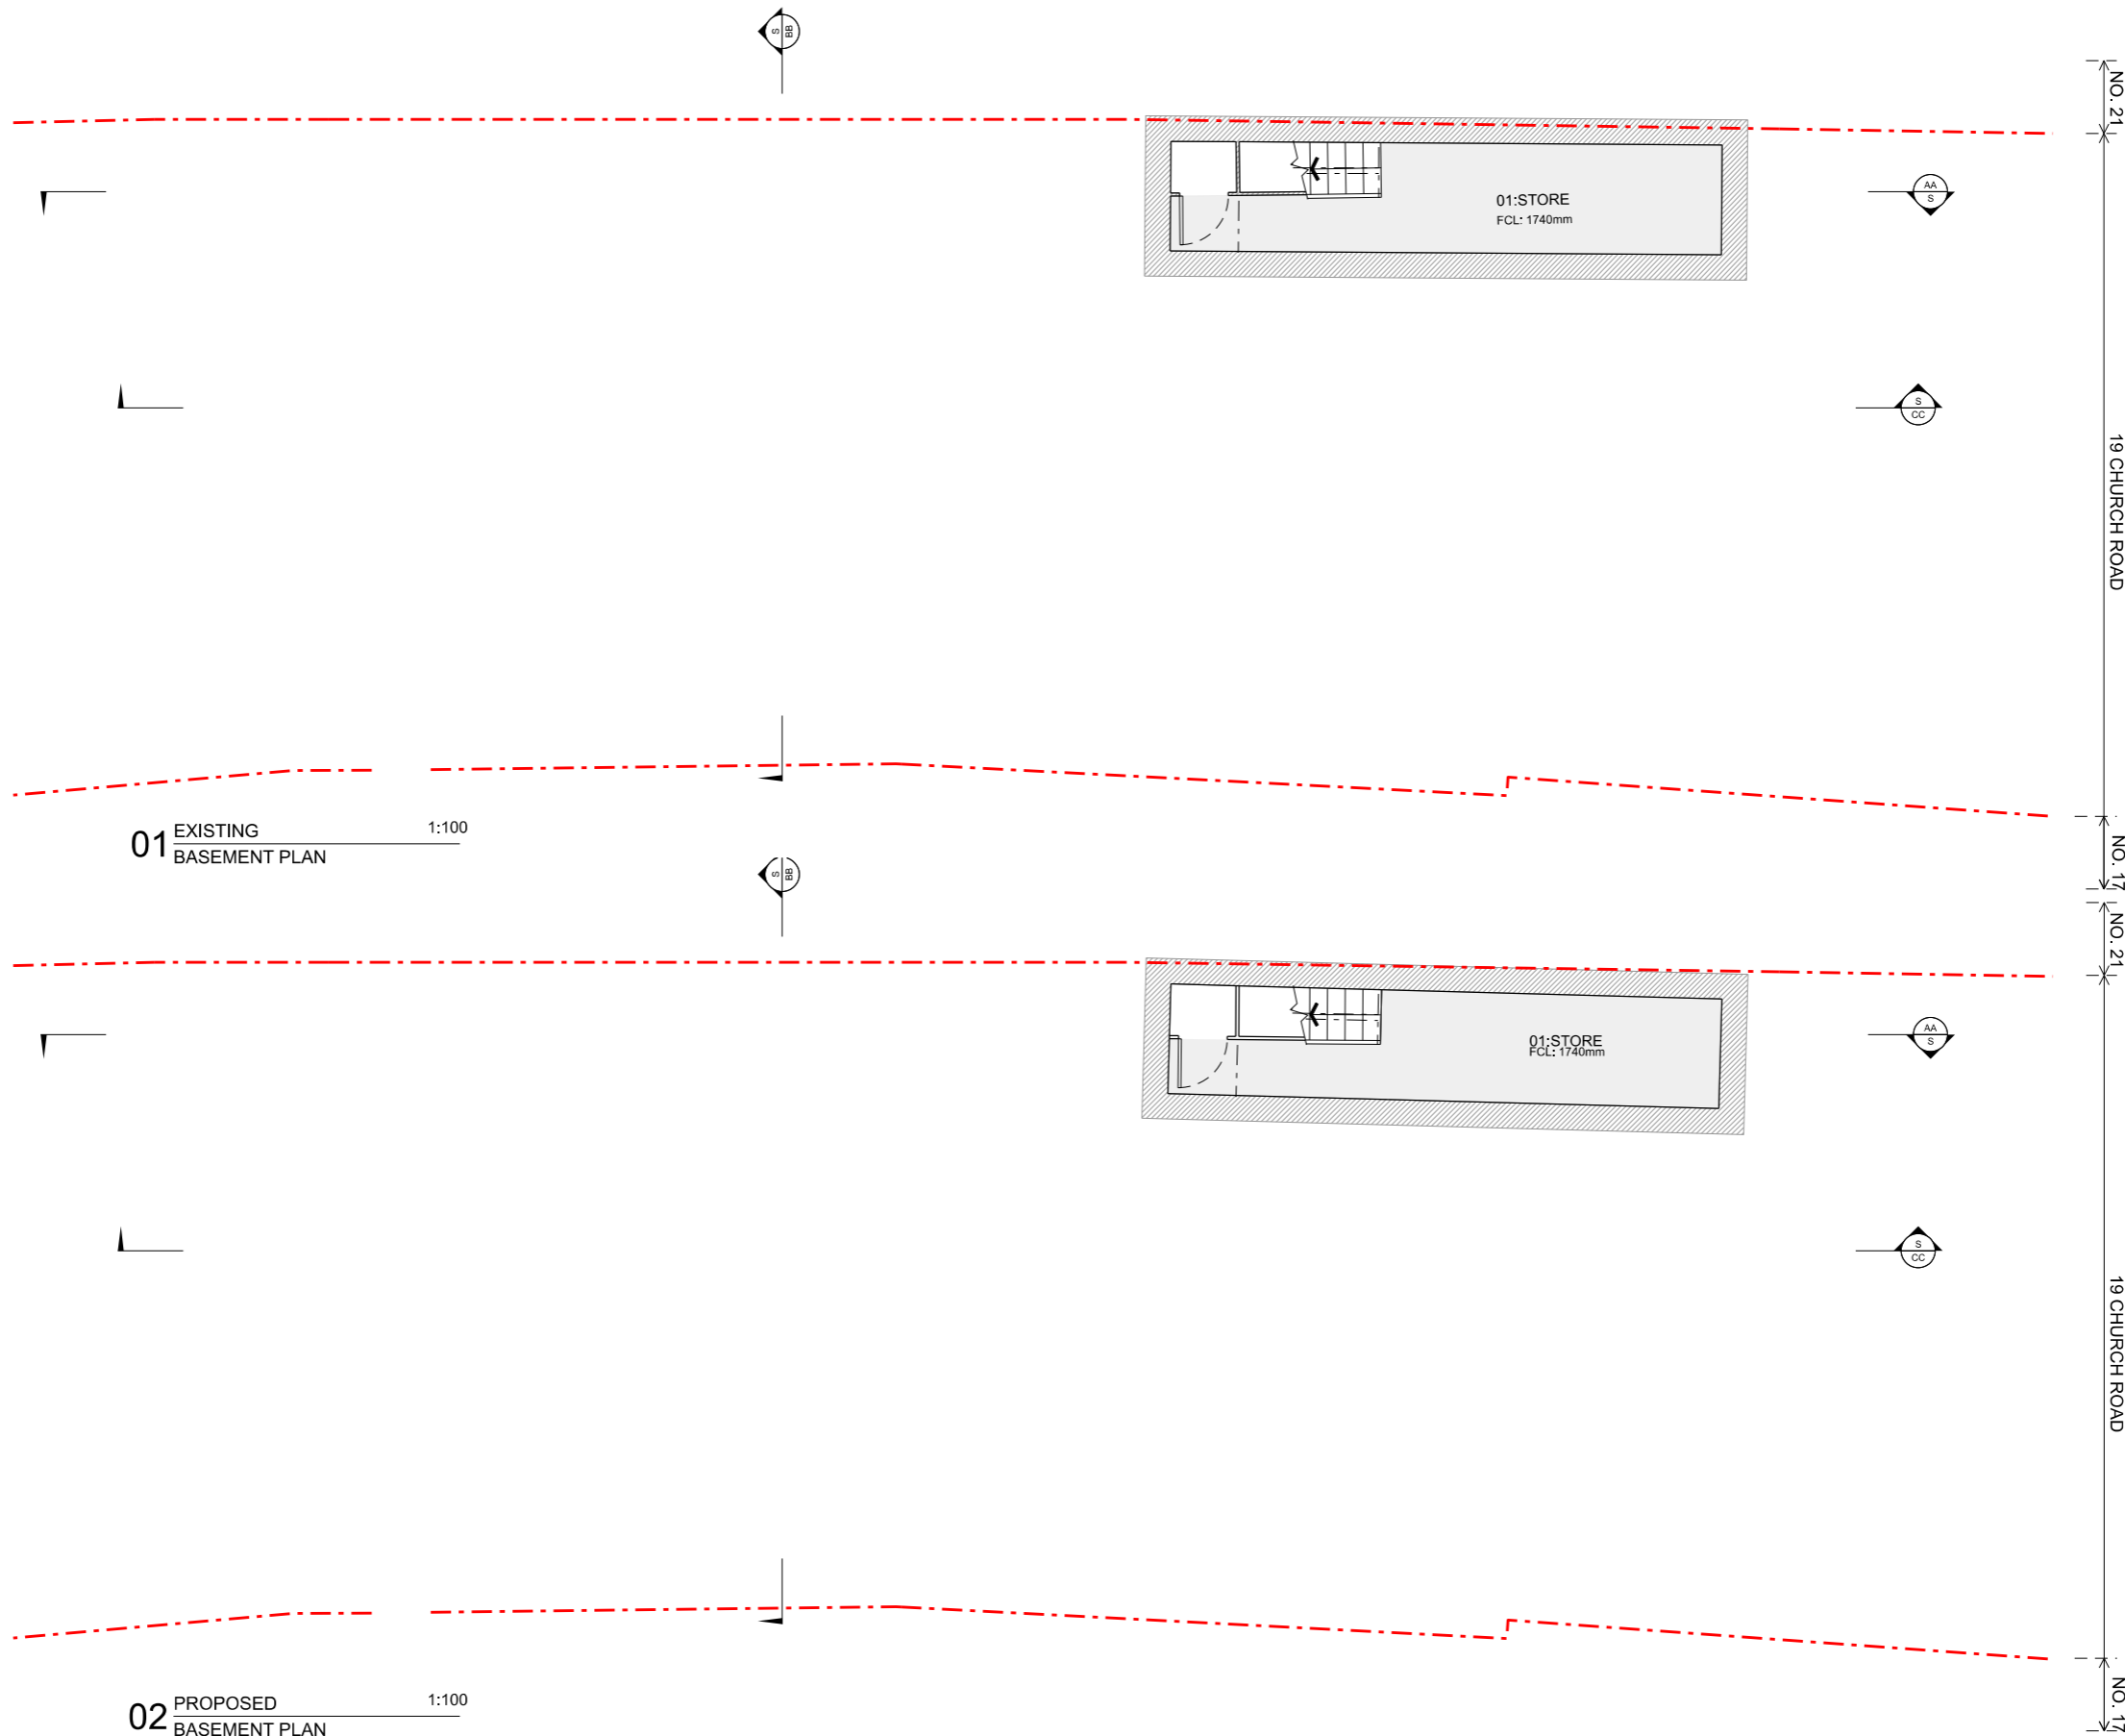 S
BB
NO. 21
01:STORE
FCL: 1740mm
AA
S
S
CC
19 CHURCH ROAD
01
EXISTING
1:100
BASEMENT PLAN
NO. 17
S
BB
NO. 21
01:STORE
FCL: 1740mm
AA
S
S
CC
19 CHURCH ROAD
02
PROPOSED
1:100
BASEMENT PLAN
NO. 17